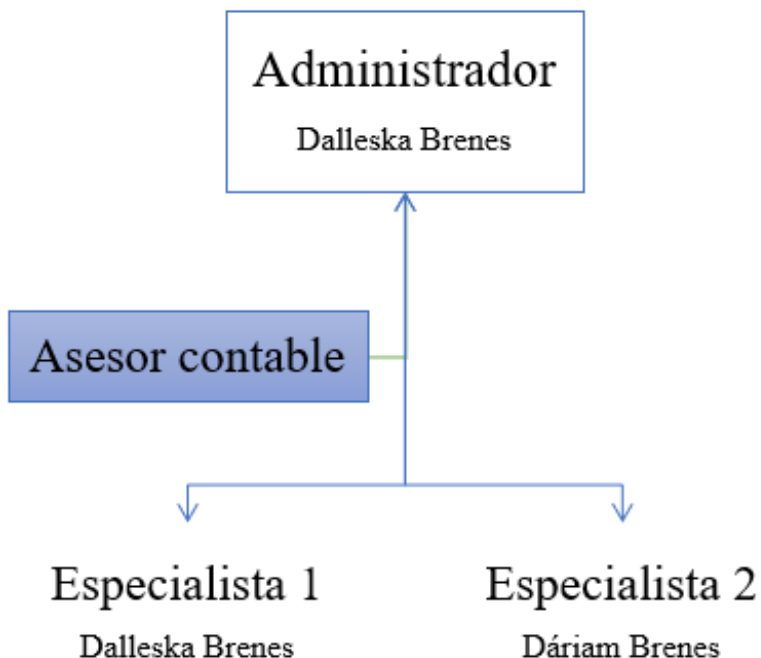 Administrador
Dalleska Brenes
Asesor contable
Especialista 1
Dalleska Brenes
Especialista 2
Dáriam Brenes